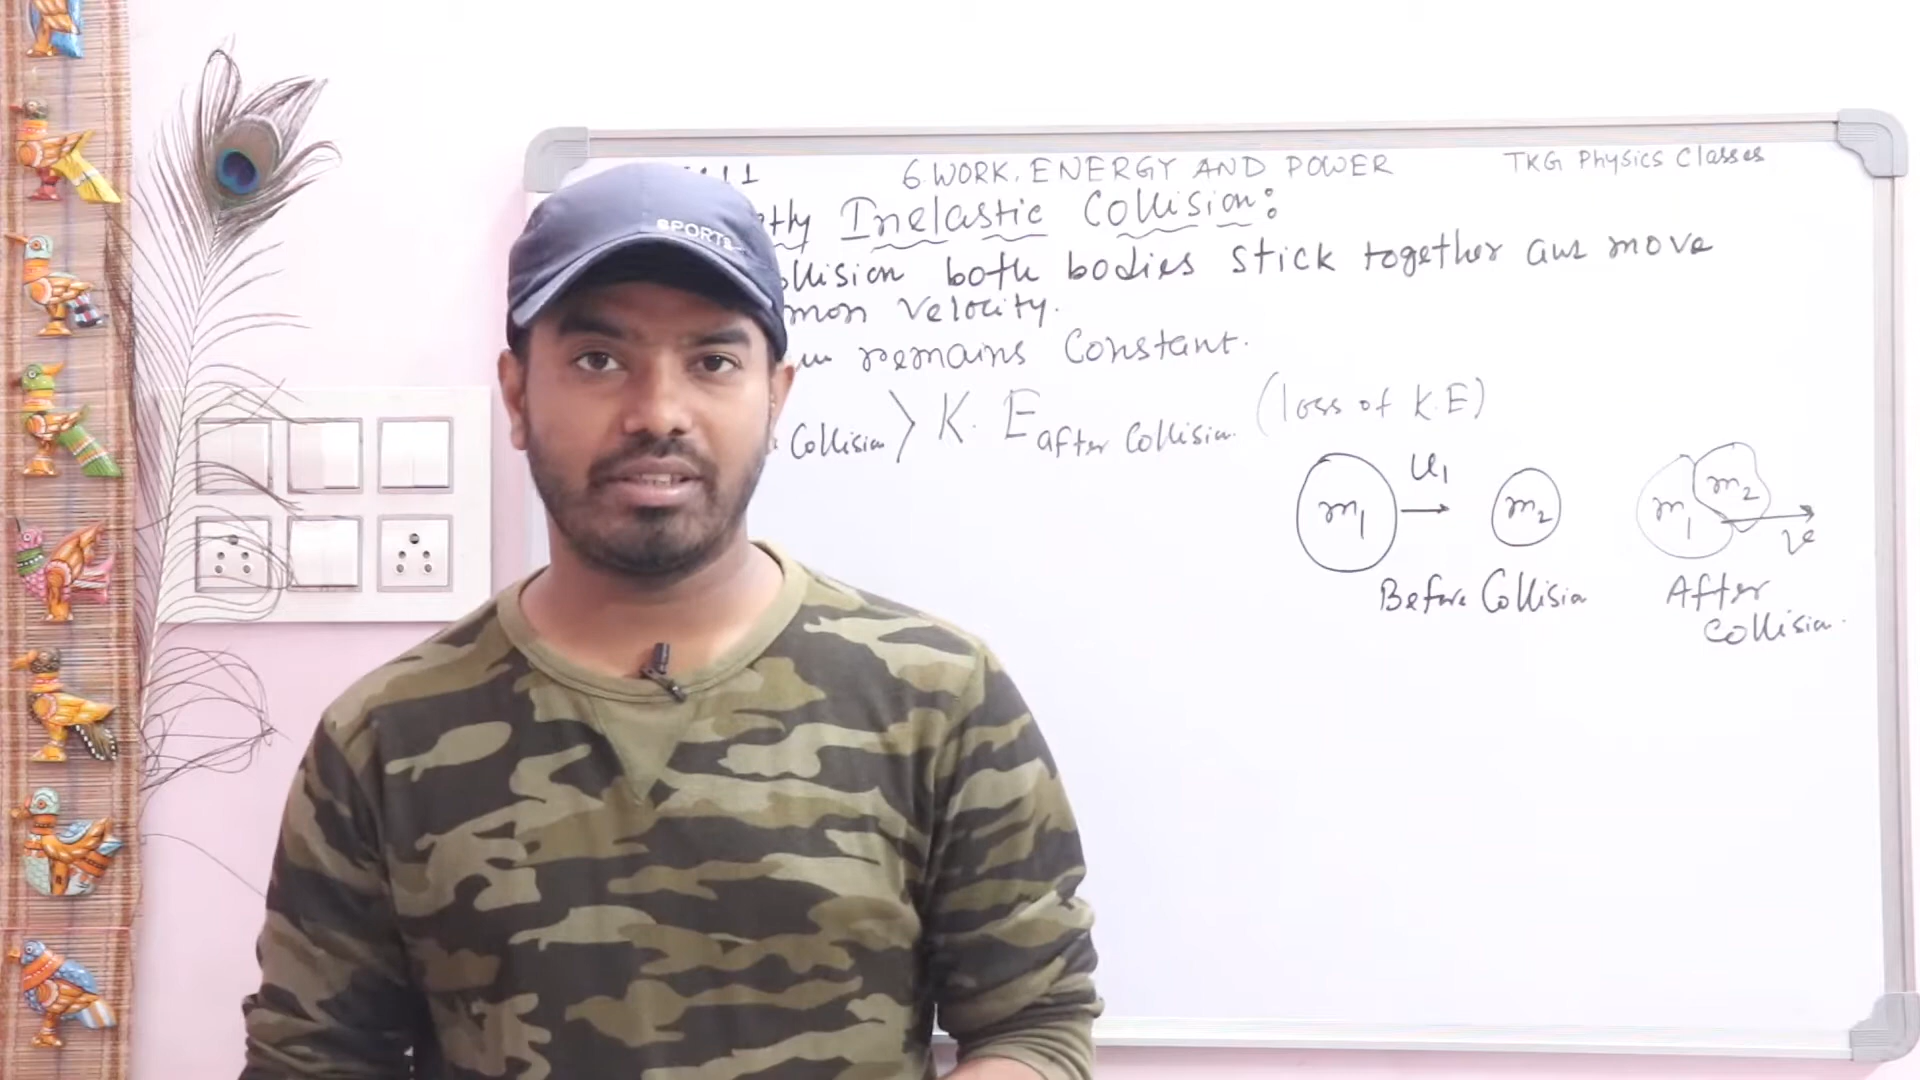 11 6.WORK, ENERGY AND POWER TKG Physics Classes
SPORTS
Inelastic Collision:
both bodies stick together and move
velocity.
remains Constant.
Collision > K.E after Collision. (loss of K.E)
m1 u1 m2 m1 m2 v
Before Collision After
Collision.